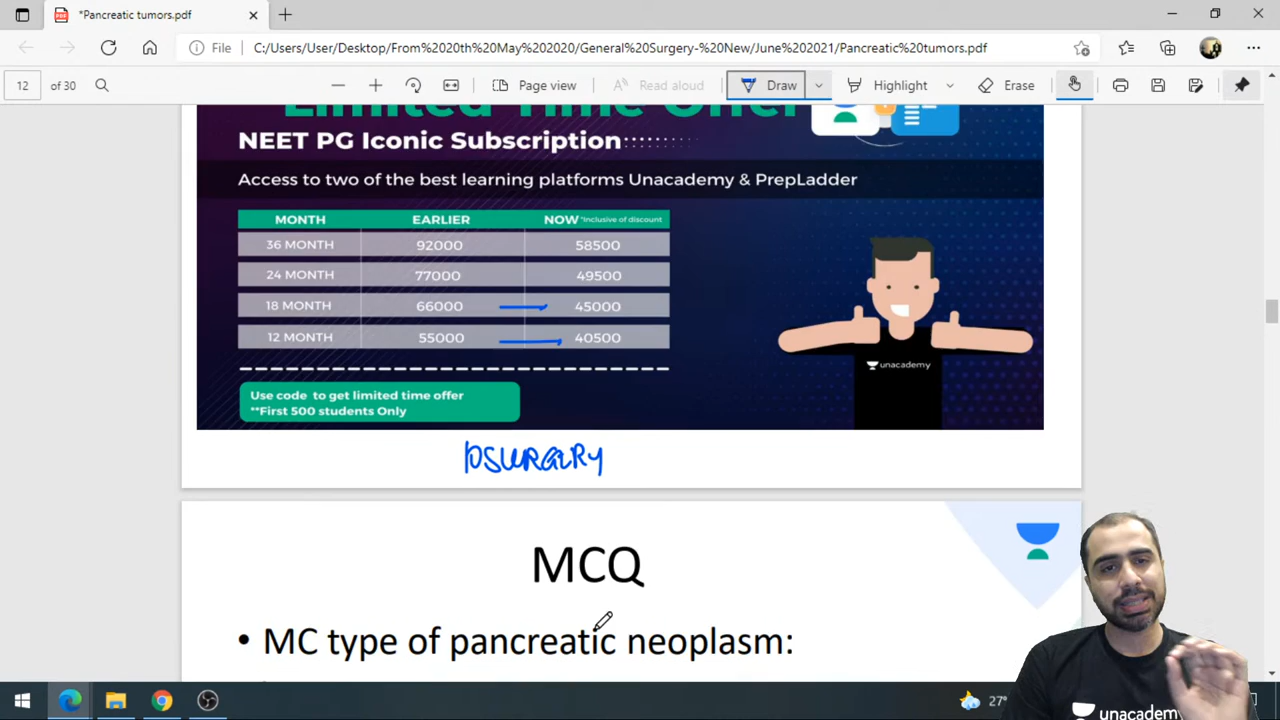 *Pancreatic tumors.pdf
File C:/Users/User/Desktop/From%2020th%20May%202020/General%20Surgery-%20New/June%202021/Pancreatic%20tumors.pdf
12 of 30 Page view Read aloud Draw Highlight Erase
Limited Time Offer
NEET PG Iconic Subscription
Access to two of the best learning platforms Unacademy & PrepLadder
MONTH EARLIER NOW *Inclusive of discount
36 MONTH 92000 58500
24 MONTH 77000 49500
18 MONTH 66000 45000
12 MONTH 55000 40500
unacademy
Use code to get limited time offer
**First 500 students Only
MCQ
• MC type of pancreatic neoplasm:
unacademy
27°